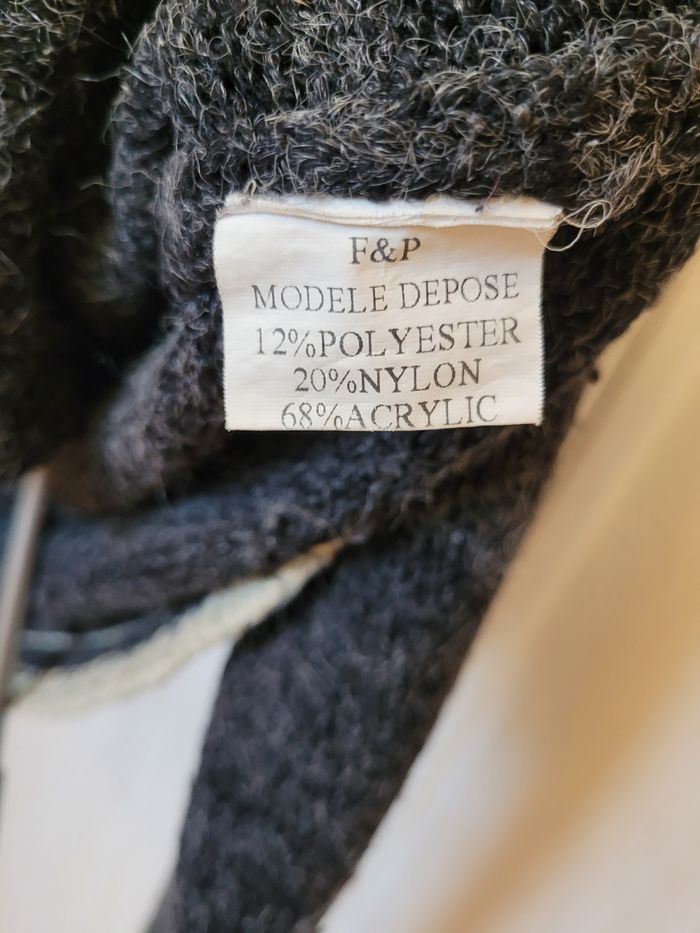 F&P
MODELE DEPOSE
12%POLYESTER
20%NYLON
68%ACRYLIC